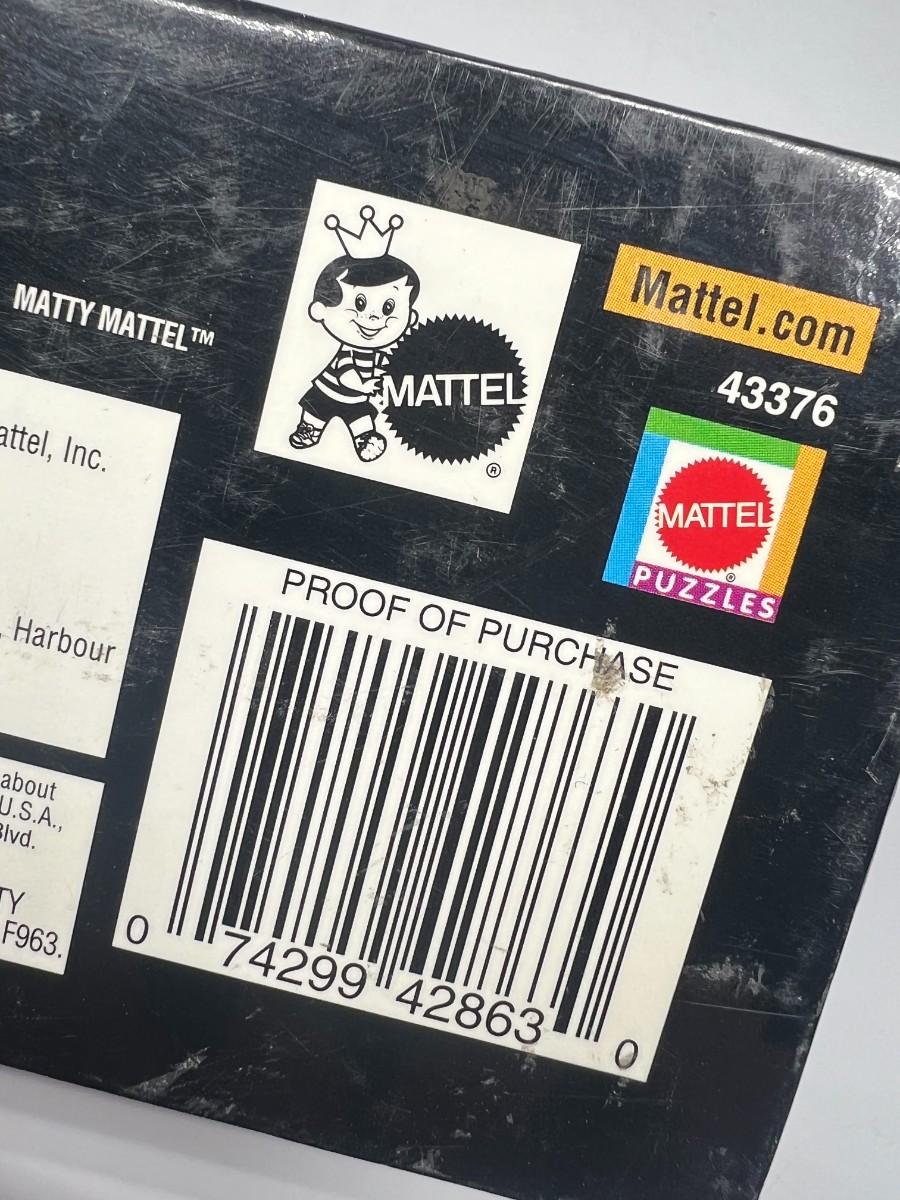 MATTY MATTEL™
MATTEL
®
Mattel.com
43376
MATTEL
®
PUZZLES
attel, Inc.
, Harbour
about
U.S.A.,
Blvd.
TY
F963.
PROOF OF PURCHASE
0 74299 42863 0